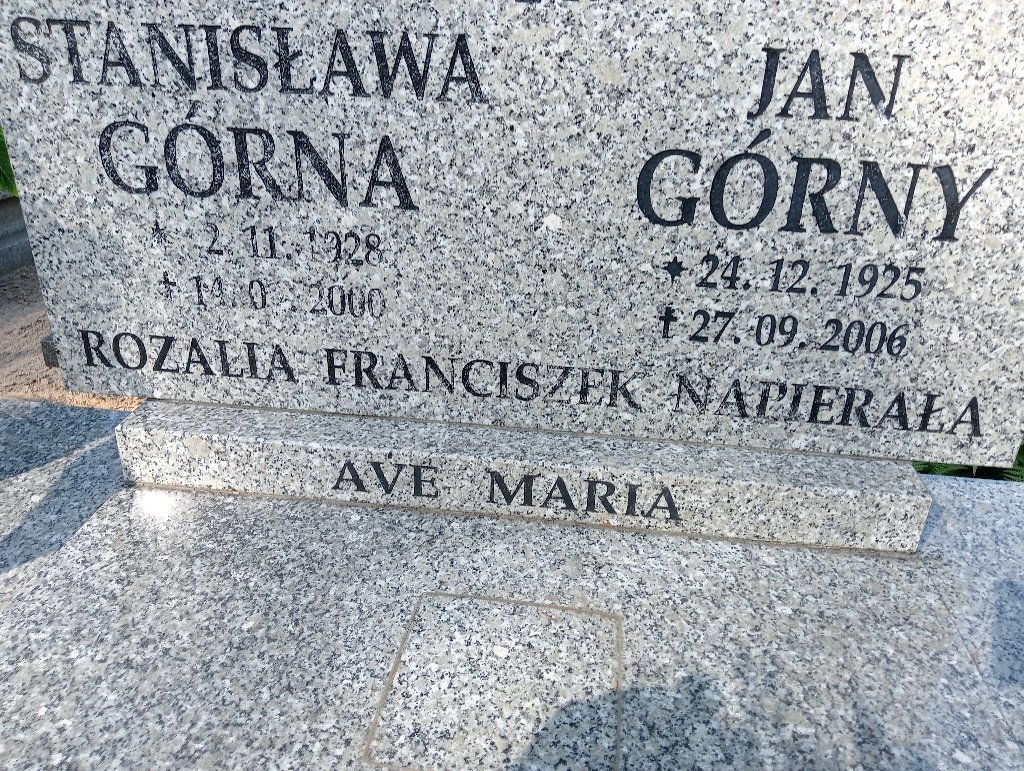 STANISŁAWA
GÓRNA
* 2.11.1928
2000
JAN
GÓRNY
* 24.12.1925
✝ 27.09.2006
ROZALIA FRANCISZEK NAPIERAŁA
AVE MARIA